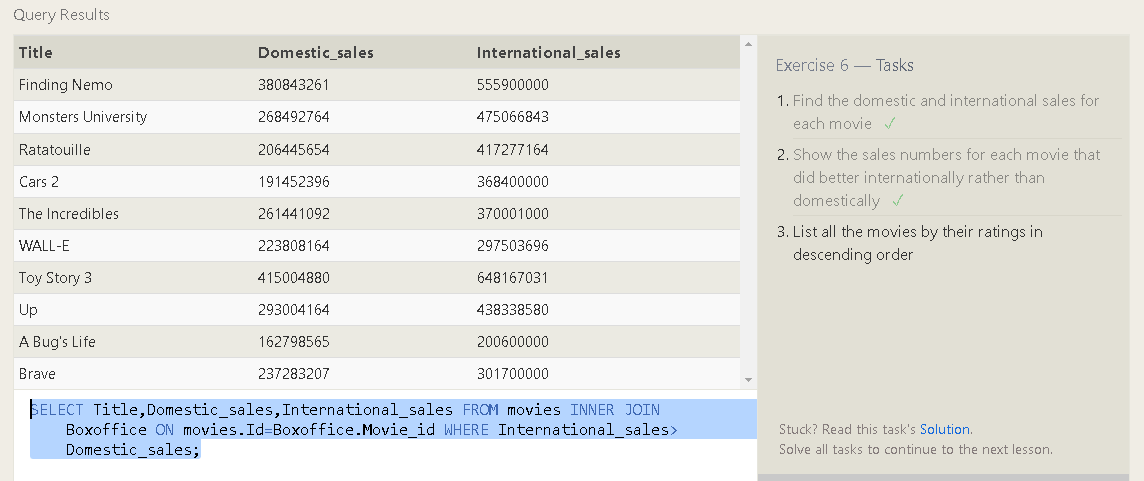 Query Results
Title Domestic_sales International_sales
Finding Nemo 380843261 555900000
Monsters University 268492764 475066843
Ratatouille 206445654 417277164
Cars 2 191452396 368400000
The Incredibles 261441092 370001000
WALL-E 223808164 297503696
Toy Story 3 415004880 648167031
Up 293004164 438338580
A Bug's Life 162798565 200600000
Brave 237283207 301700000
SELECT Title,Domestic_sales,International_sales FROM movies INNER JOIN
Boxoffice ON movies.Id=Boxoffice.Movie_id WHERE International_sales>
Domestic_sales;
Exercise 6 — Tasks
1. Find the domestic and international sales for
each movie ✓
2. Show the sales numbers for each movie that
did better internationally rather than
domestically ✓
3. List all the movies by their ratings in
descending order
Stuck? Read this task's Solution.
Solve all tasks to continue to the next lesson.